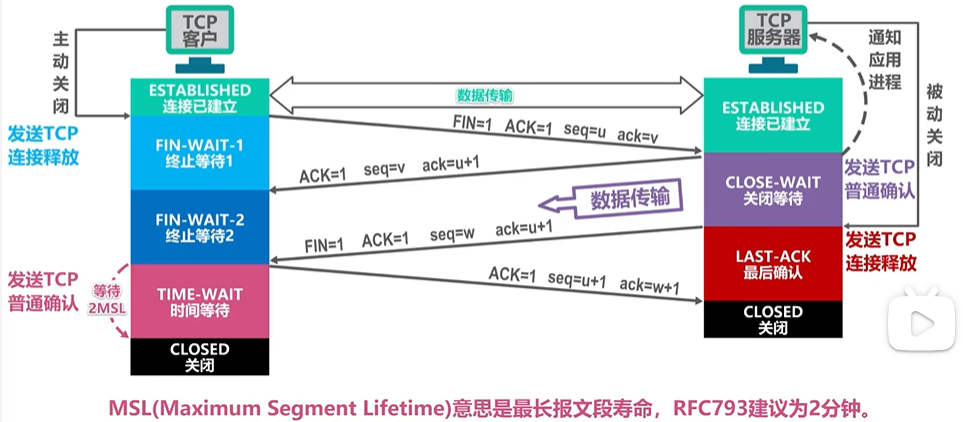 TCP
客户
TCP
服务器
主动关闭
通知
应用
进程
ESTABLISHED
连接已建立
数据传输
ESTABLISHED
连接已建立
被动关闭
FIN=1 ACK=1 seq=u ack=v
发送TCP
连接释放
FIN-WAIT-1
终止等待1
ACK=1 seq=v ack=u+1
CLOSE-WAIT
关闭等待
发送TCP
普通确认
数据传输
FIN-WAIT-2
终止等待2
FIN=1 ACK=1 seq=w ack=u+1
LAST-ACK
最后确认
发送TCP
连接释放
发送TCP
普通确认
等待
2MSL
TIME-WAIT
时间等待
ACK=1 seq=u+1 ack=w+1
CLOSED
关闭
CLOSED
关闭
MSL(Maximum Segment Lifetime)意思是最长报文段寿命，RFC793建议为2分钟。